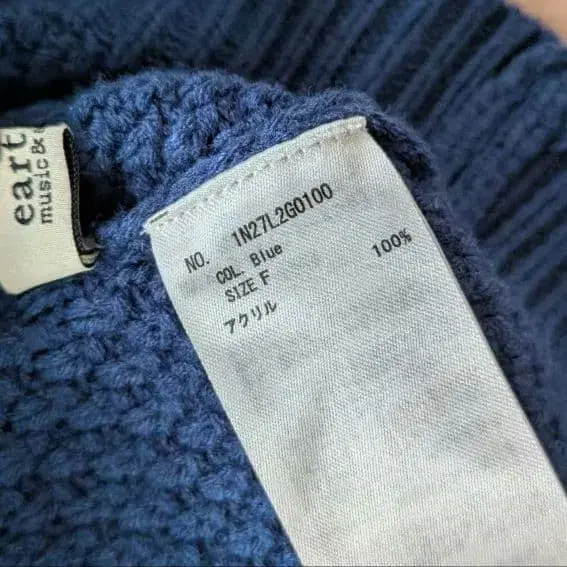 eart
music&
NO. 1N27L2G0100
COL. Blue
SIZE F
アクリル 100%